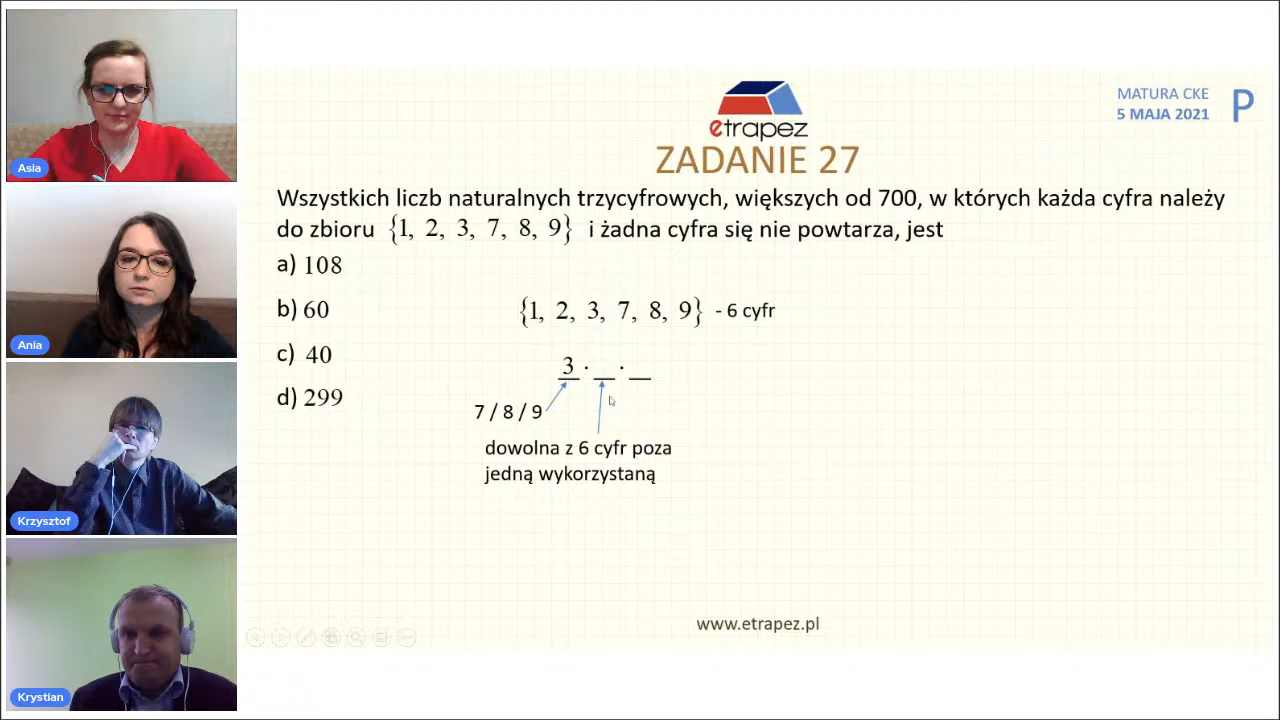 Asia
Ania
Krzysztof
Krystian
etrapez
MATURA CKE
5 MAJA 2021
P
ZADANIE 27
Wszystkich liczb naturalnych trzycyfrowych, większych od 700, w których każda cyfra należy
do zbioru {1, 2, 3, 7, 8, 9} i żadna cyfra się nie powtarza, jest
a) 108
b) 60
c) 40
d) 299
{1, 2, 3, 7, 8, 9} - 6 cyfr
3 · _ · _
7 / 8 / 9
dowolna z 6 cyfr poza
jedną wykorzystaną
www.etrapez.pl